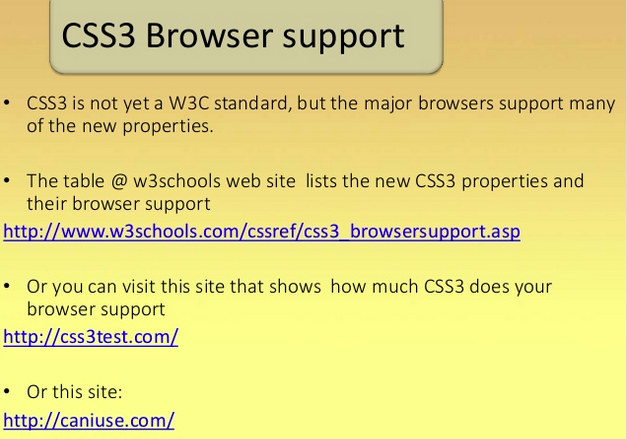 CSS3 Browser support
• CSS3 is not yet a W3C standard, but the major browsers support many
of the new properties.
• The table @ w3schools web site lists the new CSS3 properties and
their browser support
http://www.w3schools.com/cssref/css3_browsersupport.asp
• Or you can visit this site that shows how much CSS3 does your
browser support
http://css3test.com/
• Or this site:
http://caniuse.com/